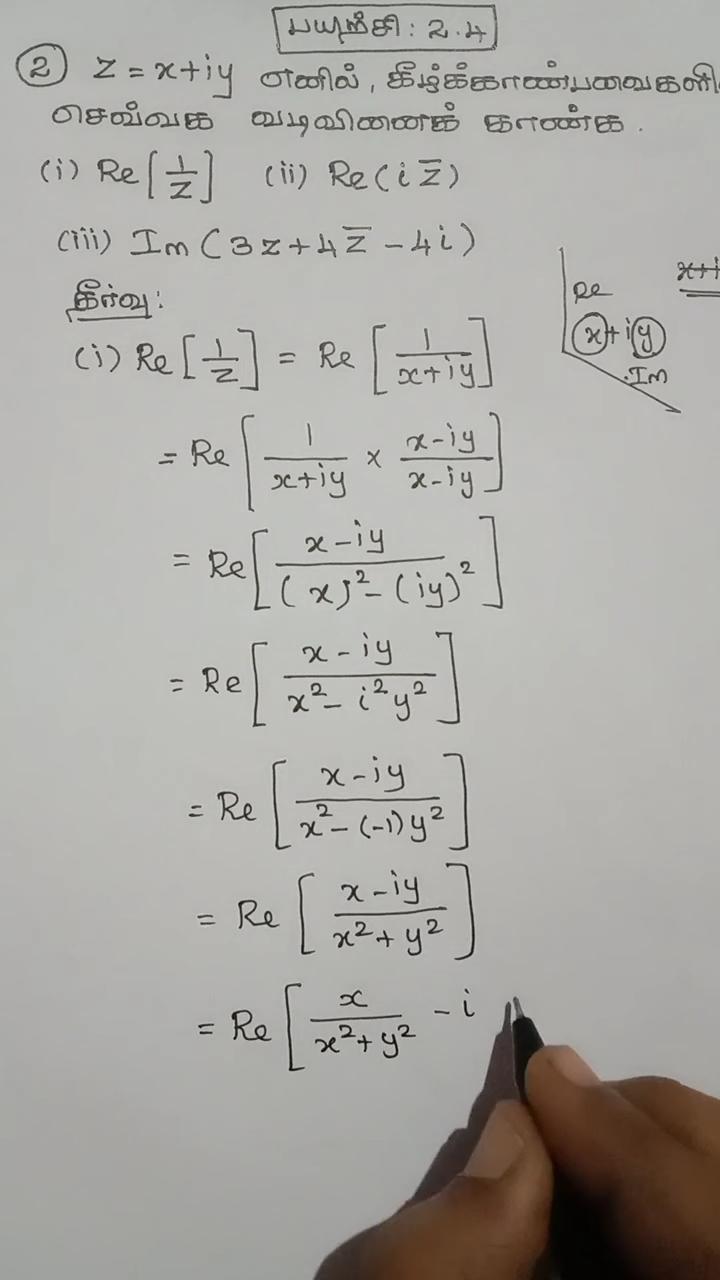 பயிற்சி : 2.4
② z = x+iy எனில், கீழ்க்காண்பவைகளி
செவ்வக வடிவினைக் காண்க.
(i) Re[1/z] (ii) Re(i z̄)
(iii) Im(3z+4z̄-4i)
தீர்வு:
Re
x+iy
Im
x+i
(i) Re[1/z] = Re[1/(x+iy)]
= Re[1/(x+iy) × (x-iy)/(x-iy)]
= Re[(x-iy)/((x)²-(iy)²)]
= Re[(x-iy)/(x²-i²y²)]
= Re[(x-iy)/(x²-(-1)y²)]
= Re[(x-iy)/(x²+y²)]
= Re[x/(x²+y²) - i